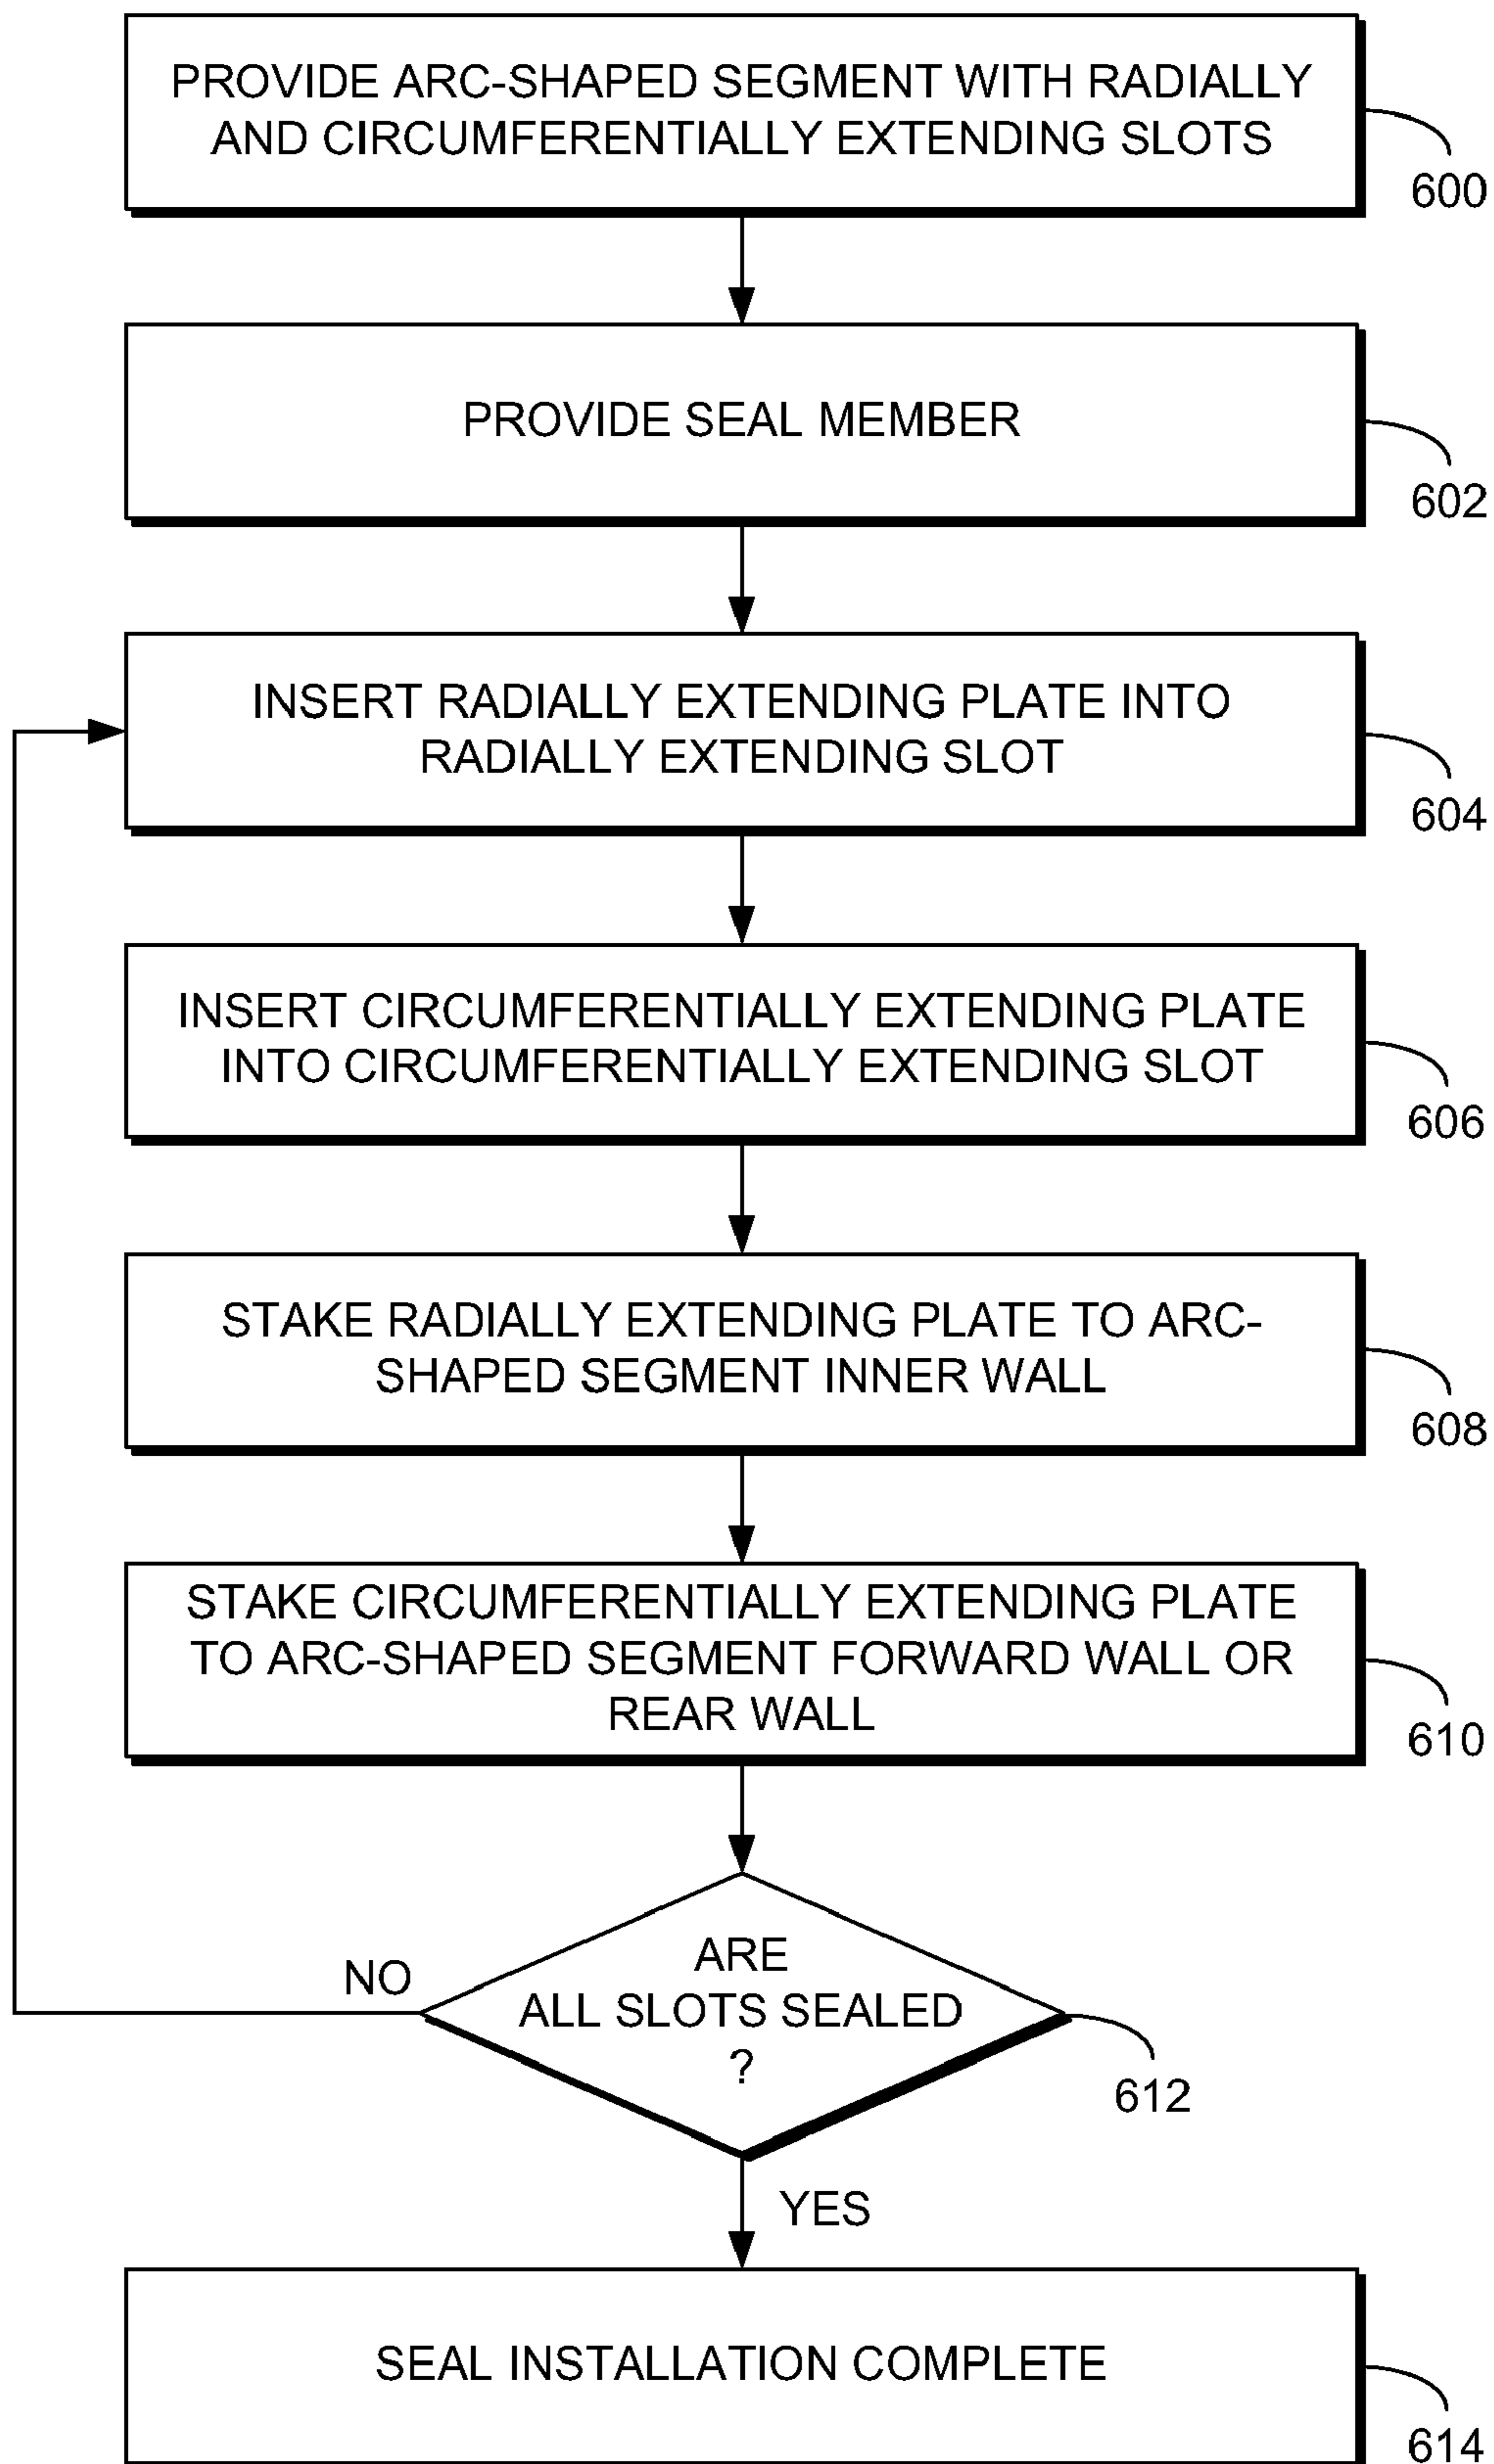 PROVIDE ARC-SHAPED SEGMENT WITH RADIALLY
AND CIRCUMFERENTIALLY EXTENDING SLOTS
600
PROVIDE SEAL MEMBER
602
INSERT RADIALLY EXTENDING PLATE INTO
RADIALLY EXTENDING SLOT
604
INSERT CIRCUMFERENTIALLY EXTENDING PLATE
INTO CIRCUMFERENTIALLY EXTENDING SLOT
606
STAKE RADIALLY EXTENDING PLATE TO ARC-
SHAPED SEGMENT INNER WALL
608
STAKE CIRCUMFERENTIALLY EXTENDING PLATE
TO ARC-SHAPED SEGMENT FORWARD WALL OR
REAR WALL
610
NO
ARE
ALL SLOTS SEALED
?
612
YES
SEAL INSTALLATION COMPLETE
614